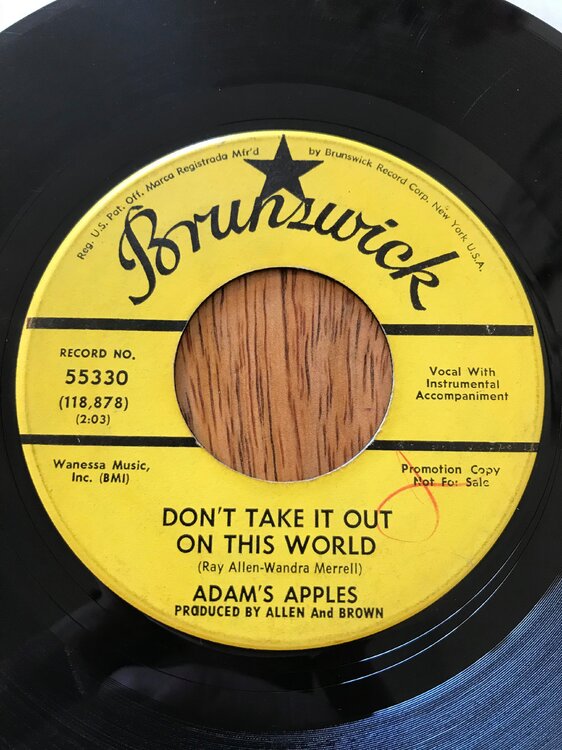 Reg. U.S. Pat. Off. Marca Registrada Mfr'd by Brunswick Record Corp. New York U.S.A.
Brunswick
RECORD NO.
55330
(118,878)
(2:03)
Vocal With
Instrumental
Accompaniment
Wanessa Music,
Inc. (BMI)
Promotion Copy
Not For Sale
DON'T TAKE IT OUT
ON THIS WORLD
(Ray Allen-Wandra Merrell)
ADAM'S APPLES
PRODUCED BY ALLEN And BROWN